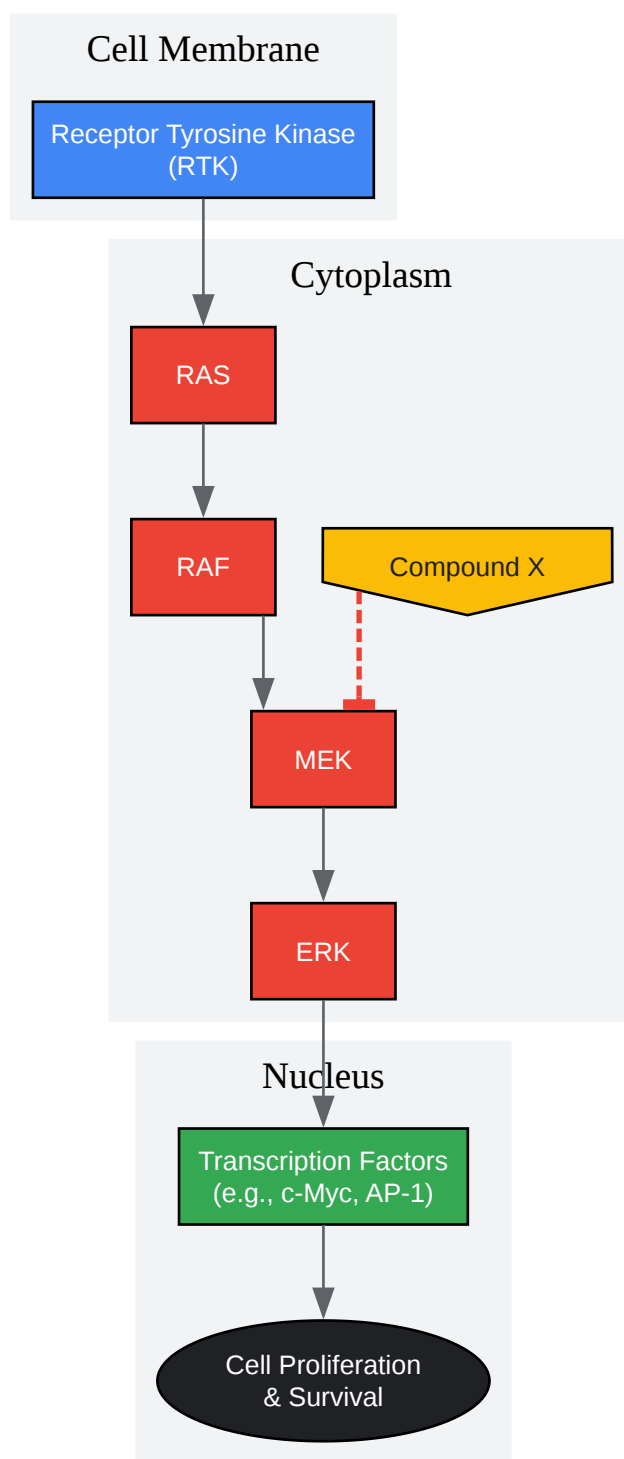 Cell Membrane
Receptor Tyrosine Kinase
(RTK)
Cytoplasm
RAS
RAF
Compound X
MEK
ERK
Nucleus
Transcription Factors
(e.g., c-Myc, AP-1)
Cell Proliferation
& Survival